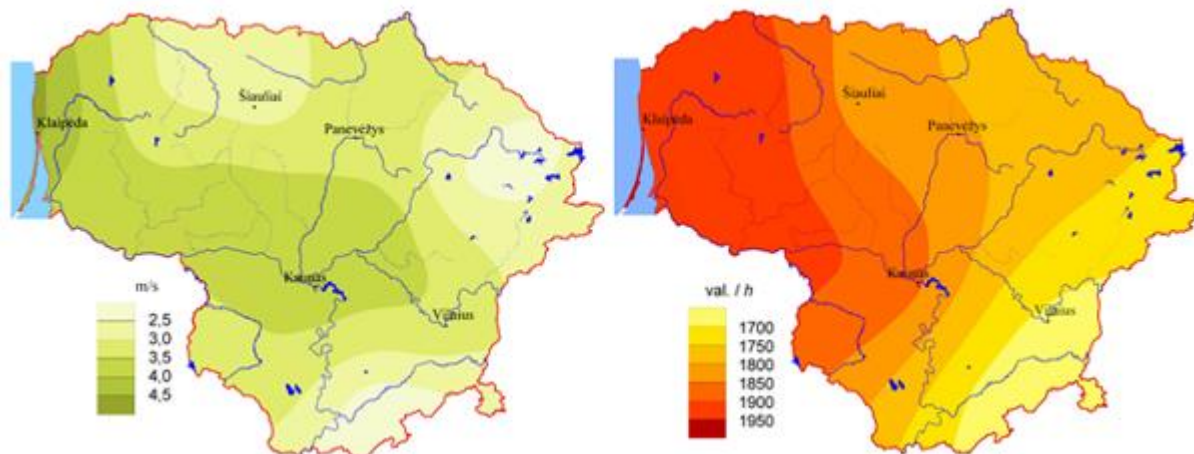 Klaipėda
Šiauliai
Panevėžys
Kaunas
Vilnius
m/s
2,5
3,0
3,5
4,0
4,5
Klaipėda
Šiauliai
Panevėžys
Kaunas
Vilnius
val. / h
1700
1750
1800
1850
1900
1950